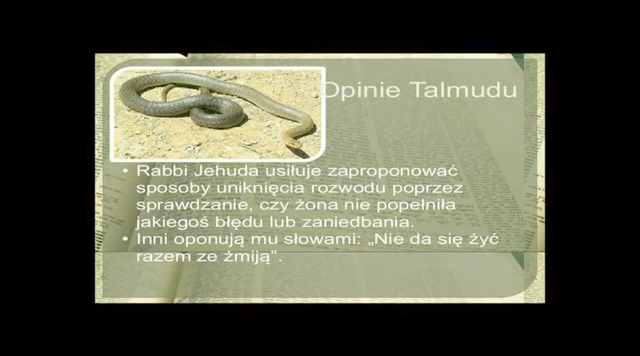 Opinie Talmudu
• Rabbi Jehuda usiłuje zaproponować
sposoby uniknięcia rozwodu poprzez
sprawdzanie, czy żona nie popełniła
jakiegoś błędu lub zaniedbania.
• Inni oponują mu słowami: „Nie da się żyć
razem ze żmiją”.